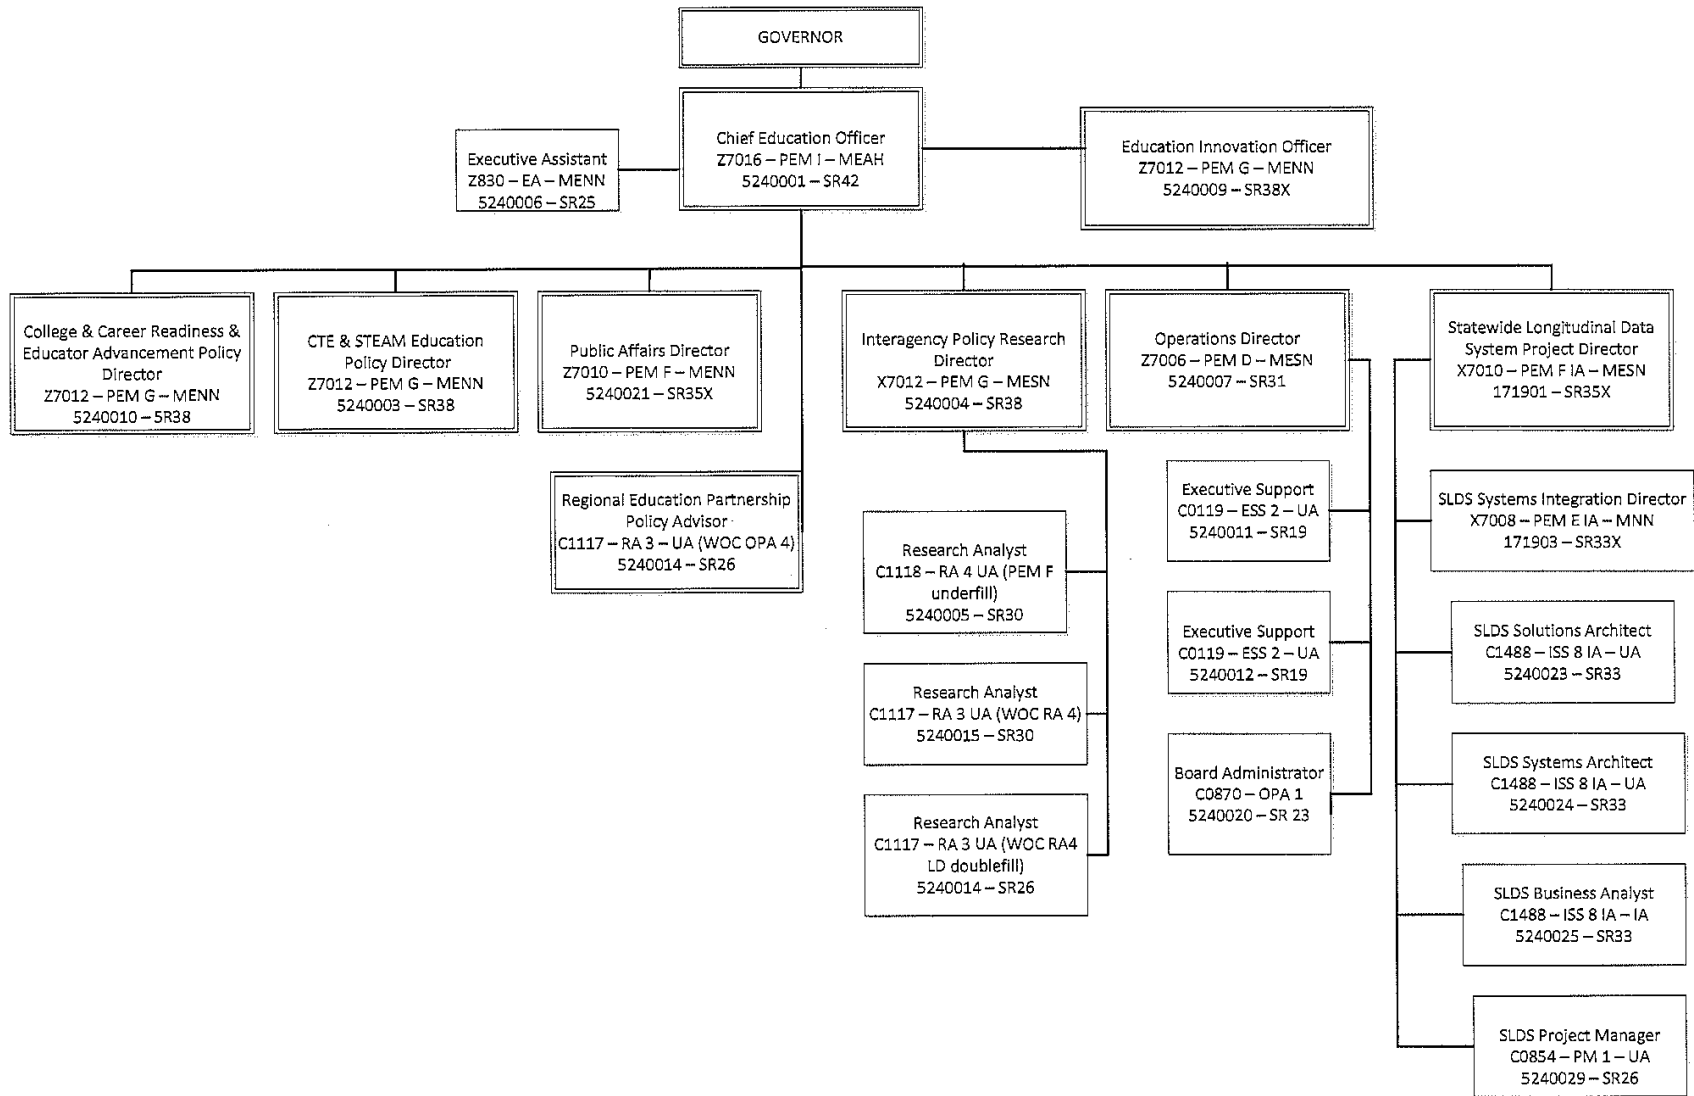 GOVERNOR
Chief Education Officer
Z7016 – PEM I – MEAH
5240001 – SR42
Executive Assistant
Z830 – EA – MENN
5240006 – SR25
Education Innovation Officer
Z7012 – PEM G – MENN
5240009 – SR38X
College & Career Readiness &
Educator Advancement Policy
Director
Z7012 – PEM G – MENN
5240010 – SR38
CTE & STEAM Education
Policy Director
Z7012 – PEM G – MENN
5240003 – SR38
Public Affairs Director
Z7010 – PEM F – MENN
5240021 – SR35X
Interagency Policy Research
Director
X7012 – PEM G – MESN
5240004 – SR38
Operations Director
Z7006 – PEM D – MESN
5240007 – SR31
Statewide Longitudinal Data
System Project Director
X7010 – PEM F IA – MESN
171901 – SR35X
Regional Education Partnership
Policy Advisor
C1117 – RA 3 – UA (WOC OPA 4)
5240014 – SR26
Research Analyst
C1118 – RA 4 UA (PEM F
underfill)
5240005 – SR30
Research Analyst
C1117 – RA 3 UA (WOC RA 4)
5240015 – SR30
Research Analyst
C1117 – RA 3 UA (WOC RA4
LD doublefill)
5240014 – SR26
Executive Support
C0119 – ESS 2 – UA
5240011 – SR19
Executive Support
C0119 – ESS 2 – UA
5240012 – SR19
Board Administrator
C0870 – OPA 1
5240020 – SR 23
SLDS Systems Integration Director
X7008 – PEM E IA – MNN
171903 – SR33X
SLDS Solutions Architect
C1488 – ISS 8 IA – UA
5240023 – SR33
SLDS Systems Architect
C1488 – ISS 8 IA – UA
5240024 – SR33
SLDS Business Analyst
C1488 – ISS 8 IA – IA
5240025 – SR33
SLDS Project Manager
C0854 – PM 1 – UA
5240029 – SR26